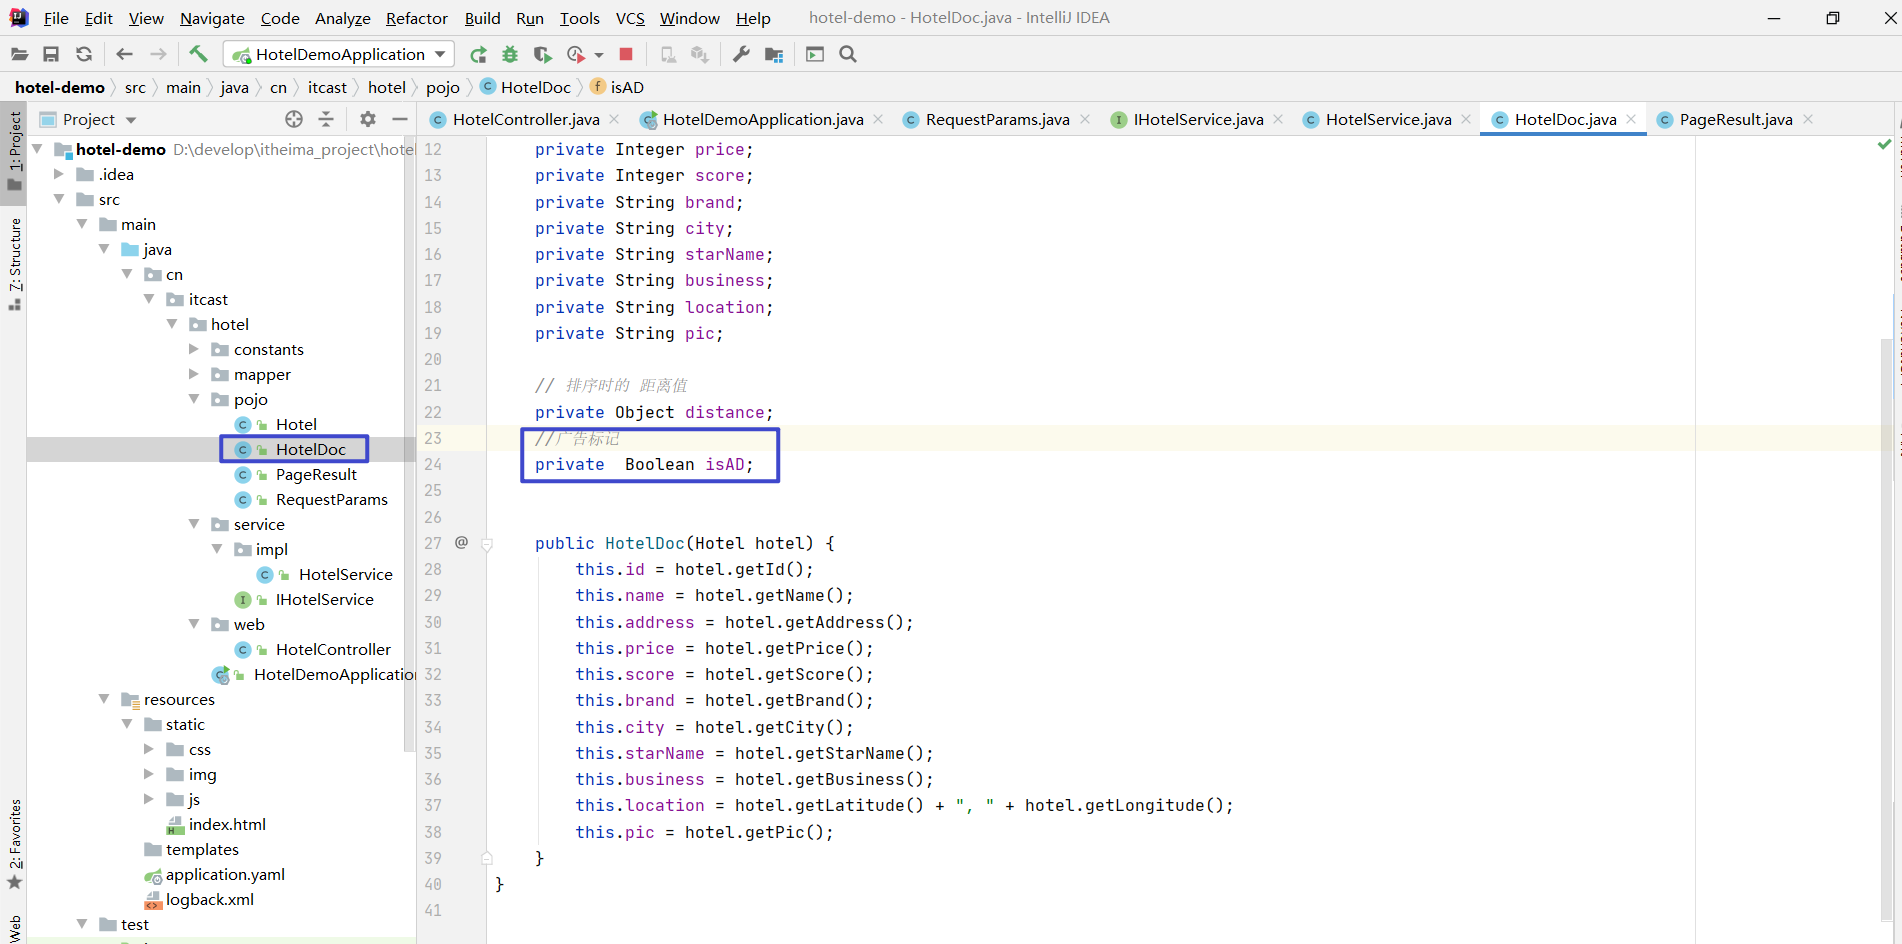 File Edit View Navigate Code Analyze Refactor Build Run Tools VCS Window Help hotel-demo - HotelDoc.java - IntelliJ IDEA
HotelDemoApplication
hotel-demo src main java cn itcast hotel pojo HotelDoc isAD
Project
HotelController.java HotelDemoApplication.java RequestParams.java IHotelService.java HotelService.java HotelDoc.java PageResult.java
1: Project
7: Structure
2: Favorites
Web
hotel-demo D:\develop\itheima_project\hote
.idea
src
main
java
cn
itcast
hotel
constants
mapper
pojo
Hotel
HotelDoc
PageResult
RequestParams
service
impl
HotelService
IHotelService
web
HotelController
HotelDemoApplication
resources
static
css
img
js
index.html
templates
application.yaml
logback.xml
test
12 private Integer price;
13 private Integer score;
14 private String brand;
15 private String city;
16 private String starName;
17 private String business;
18 private String location;
19 private String pic;
20
21 // 排序时的 距离值
22 private Object distance;
23 //广告标记
24 private  Boolean isAD;
25
26
27 @ public HotelDoc(Hotel hotel) {
28 this.id = hotel.getId();
29 this.name = hotel.getName();
30 this.address = hotel.getAddress();
31 this.price = hotel.getPrice();
32 this.score = hotel.getScore();
33 this.brand = hotel.getBrand();
34 this.city = hotel.getCity();
35 this.starName = hotel.getStarName();
36 this.business = hotel.getBusiness();
37 this.location = hotel.getLatitude() + ", " + hotel.getLongitude();
38 this.pic = hotel.getPic();
39 }
40 }
41